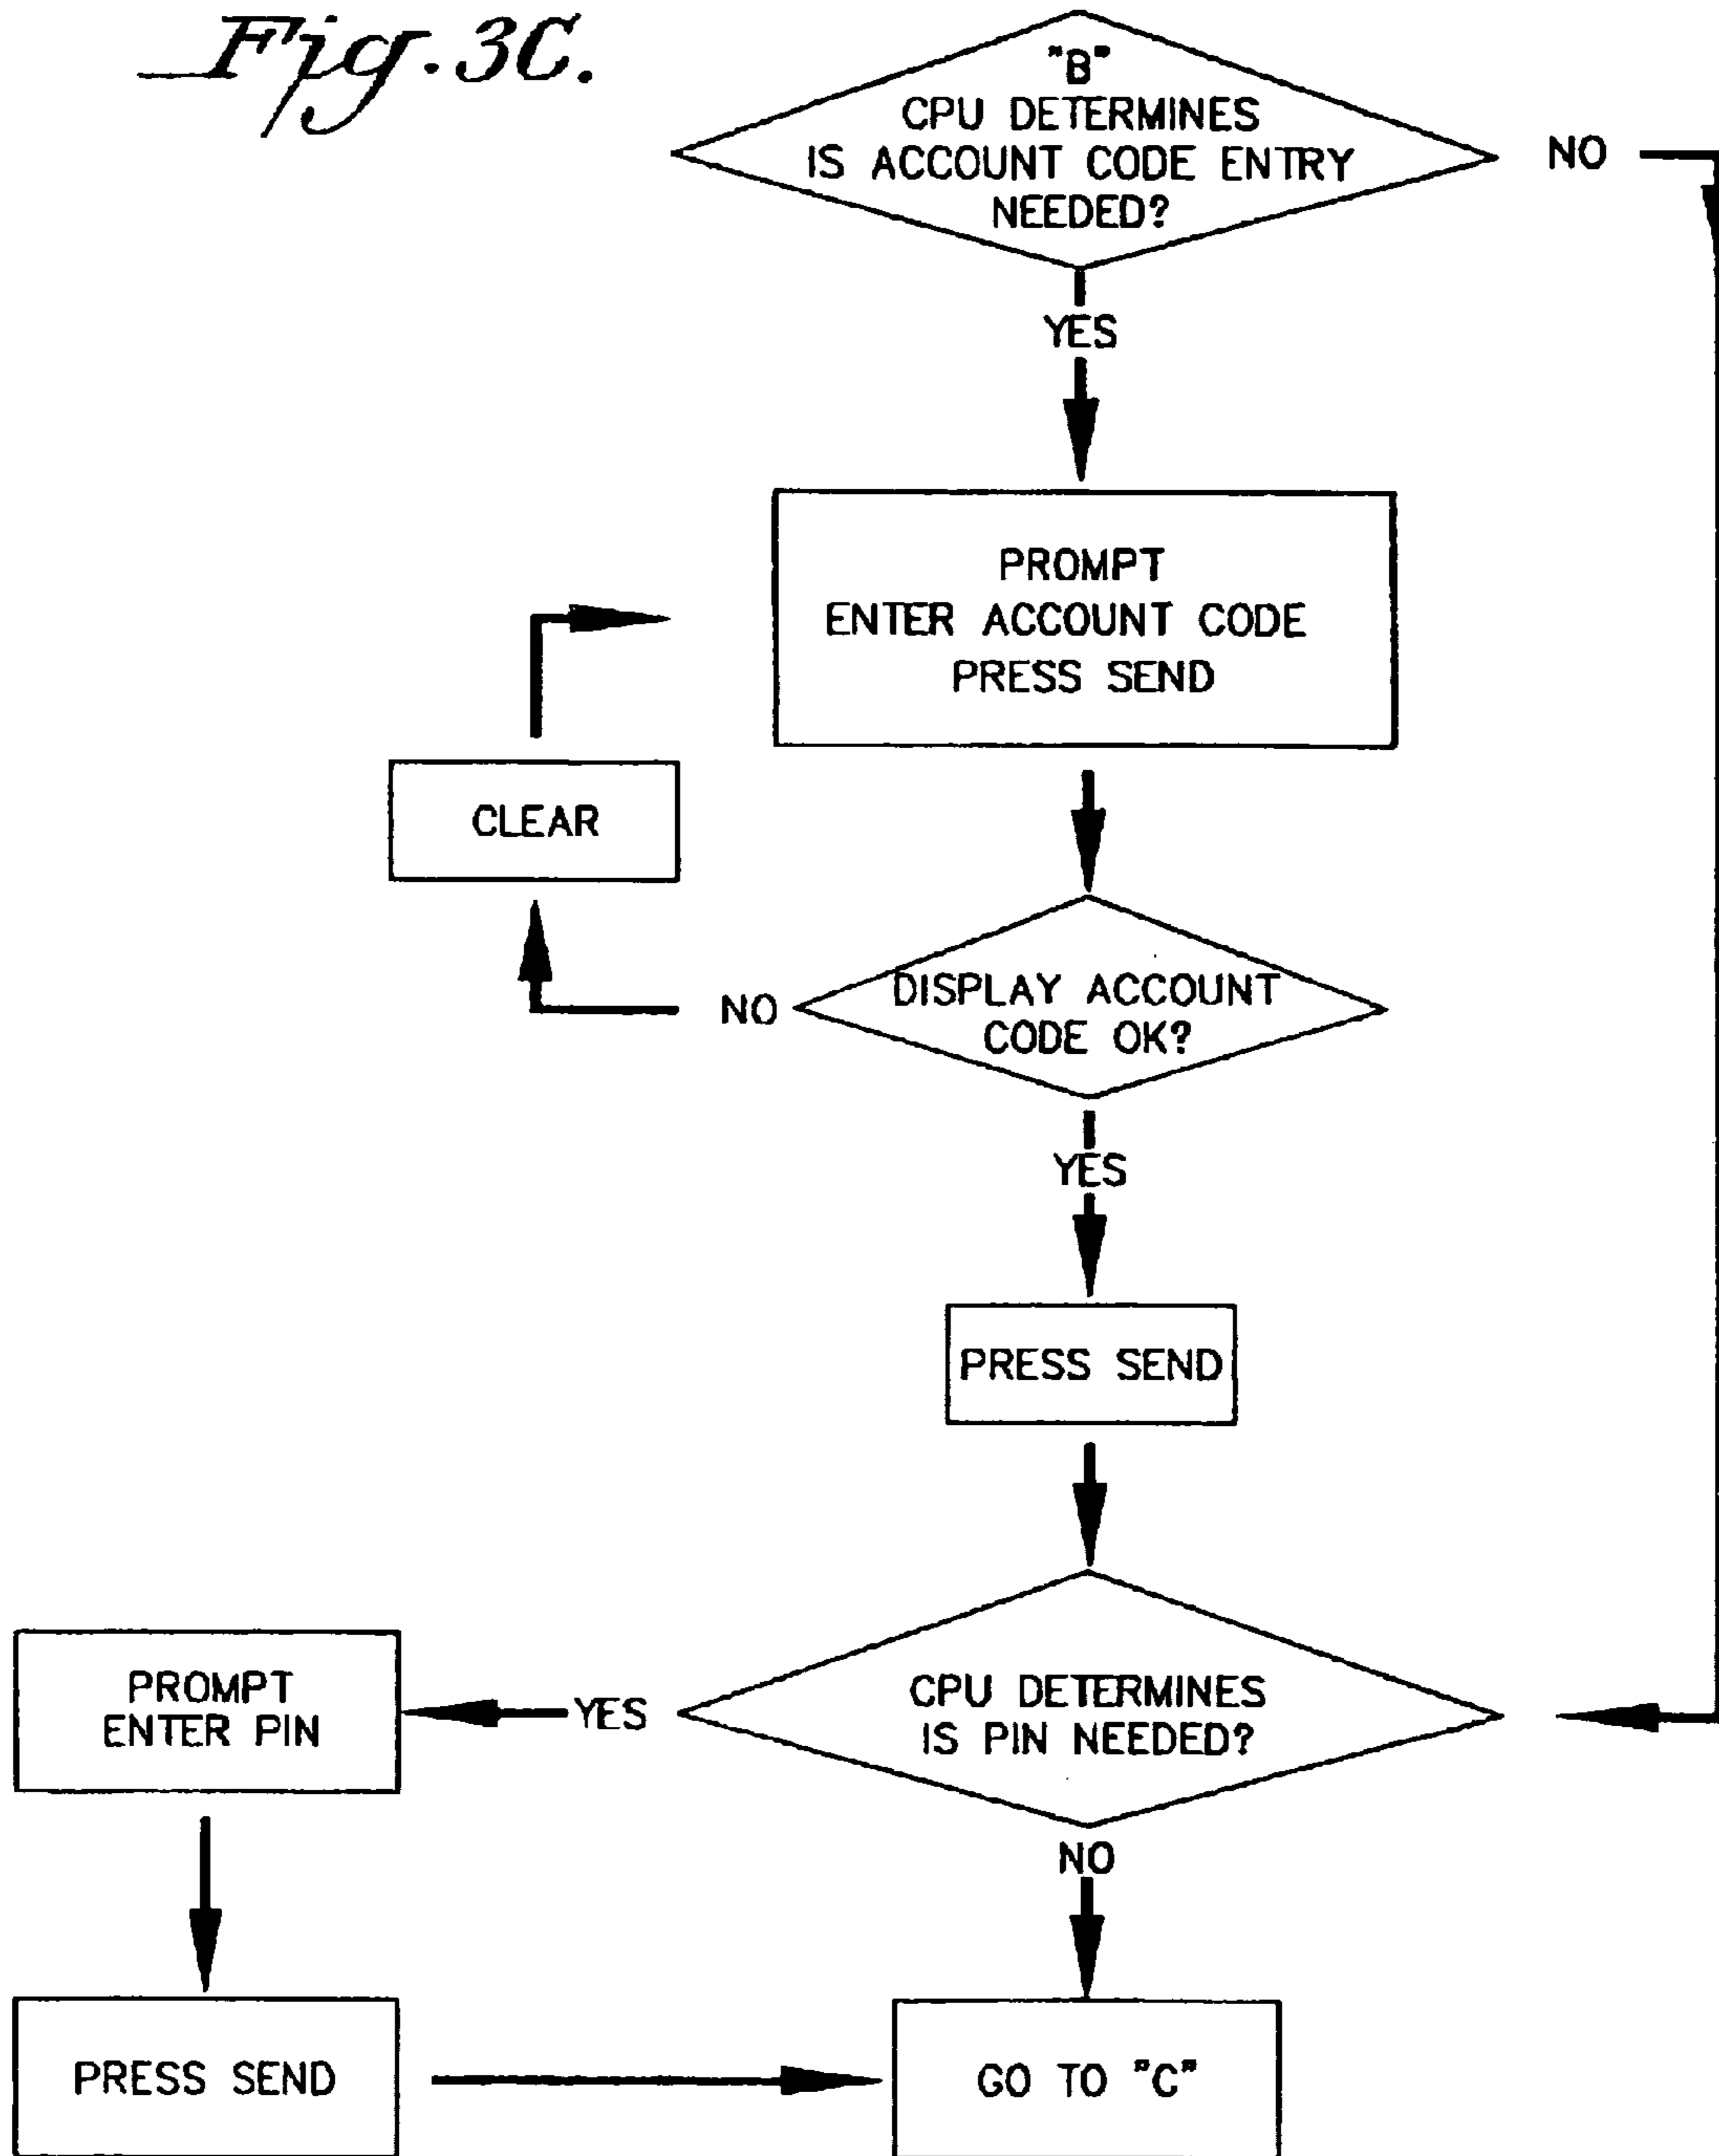 Fig. 3C.
"B"
CPU DETERMINES
IS ACCOUNT CODE ENTRY
NEEDED?
NO
YES
PROMPT
ENTER ACCOUNT CODE
PRESS SEND
CLEAR
NO
DISPLAY ACCOUNT
CODE OK?
YES
PRESS SEND
CPU DETERMINES
IS PIN NEEDED?
YES
PROMPT
ENTER PIN
NO
PRESS SEND
GO TO "C"